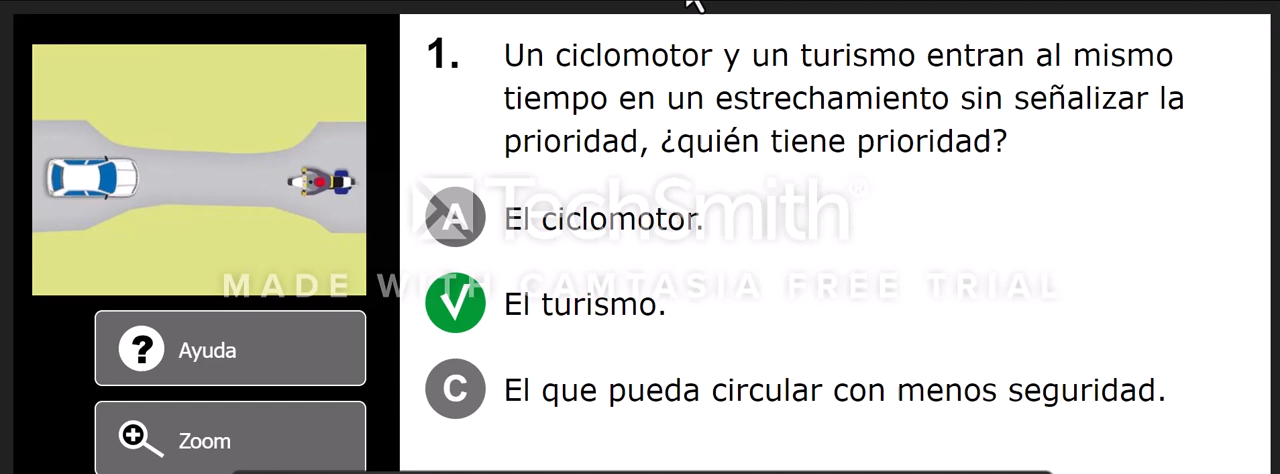 1. Un ciclomotor y un turismo entran al mismo
tiempo en un estrechamiento sin señalizar la
prioridad, ¿quién tiene prioridad?
A El ciclomotor.
El turismo.
C El que pueda circular con menos seguridad.
? Ayuda
Zoom
TechSmith®
MADE WITH CAMTASIA FREE TRIAL